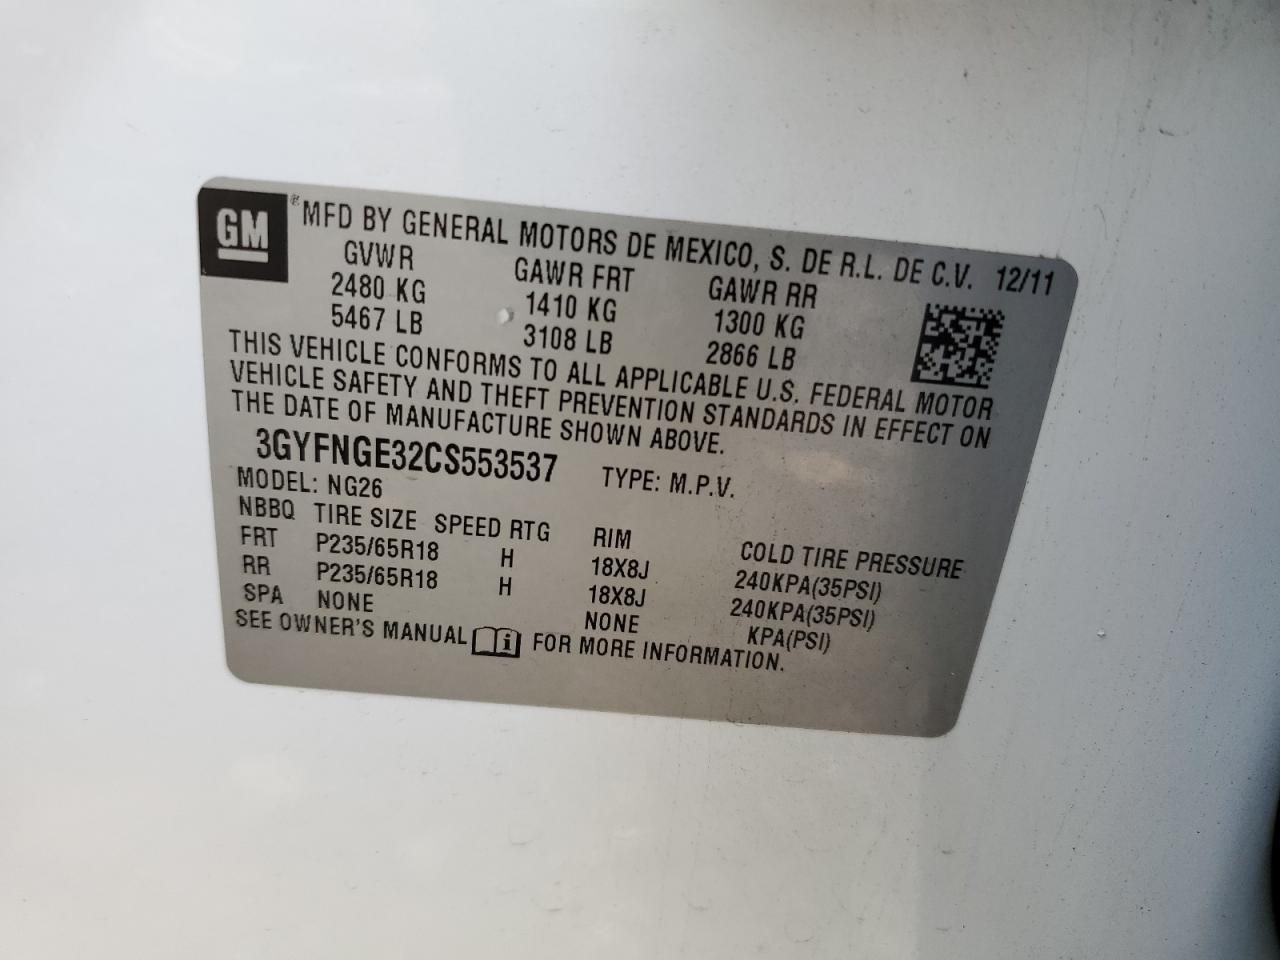 GM ® MFD BY GENERAL MOTORS DE MEXICO, S. DE R.L. DE C.V. 12/11
GVWR GAWR FRT GAWR RR
2480 KG 1410 KG 1300 KG
5467 LB 3108 LB 2866 LB
THIS VEHICLE CONFORMS TO ALL APPLICABLE U.S. FEDERAL MOTOR
VEHICLE SAFETY AND THEFT PREVENTION STANDARDS IN EFFECT ON
THE DATE OF MANUFACTURE SHOWN ABOVE.
3GYFNGE32CS553537 TYPE: M.P.V.
MODEL: NG26
NBBQ TIRE SIZE SPEED RTG RIM COLD TIRE PRESSURE
FRT P235/65R18 H 18X8J 240KPA(35PSI)
RR P235/65R18 H 18X8J 240KPA(35PSI)
SPA NONE NONE KPA(PSI)
SEE OWNER'S MANUAL i FOR MORE INFORMATION.